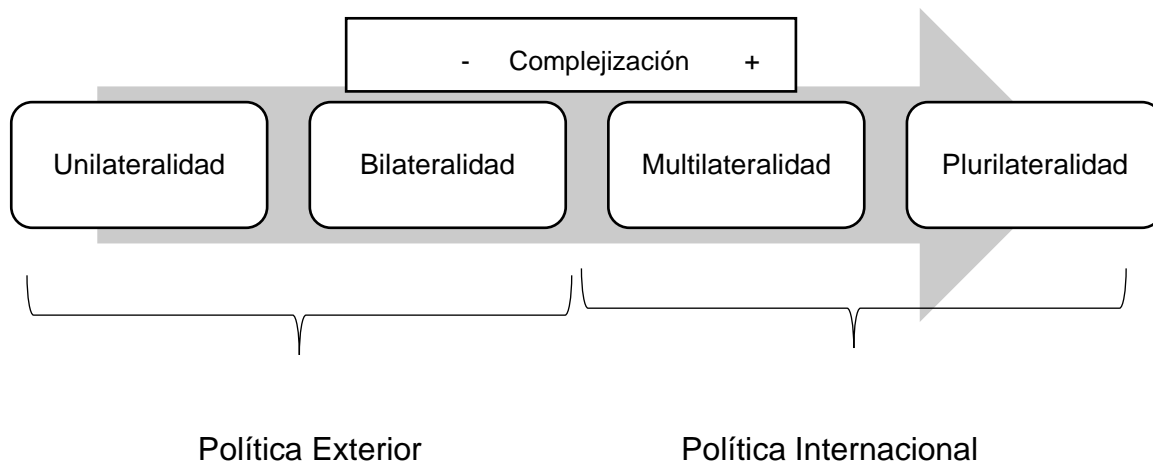 - Complejización +
Unilateralidad Bilateralidad Multilateralidad Plurilateralidad
Política Exterior Política Internacional